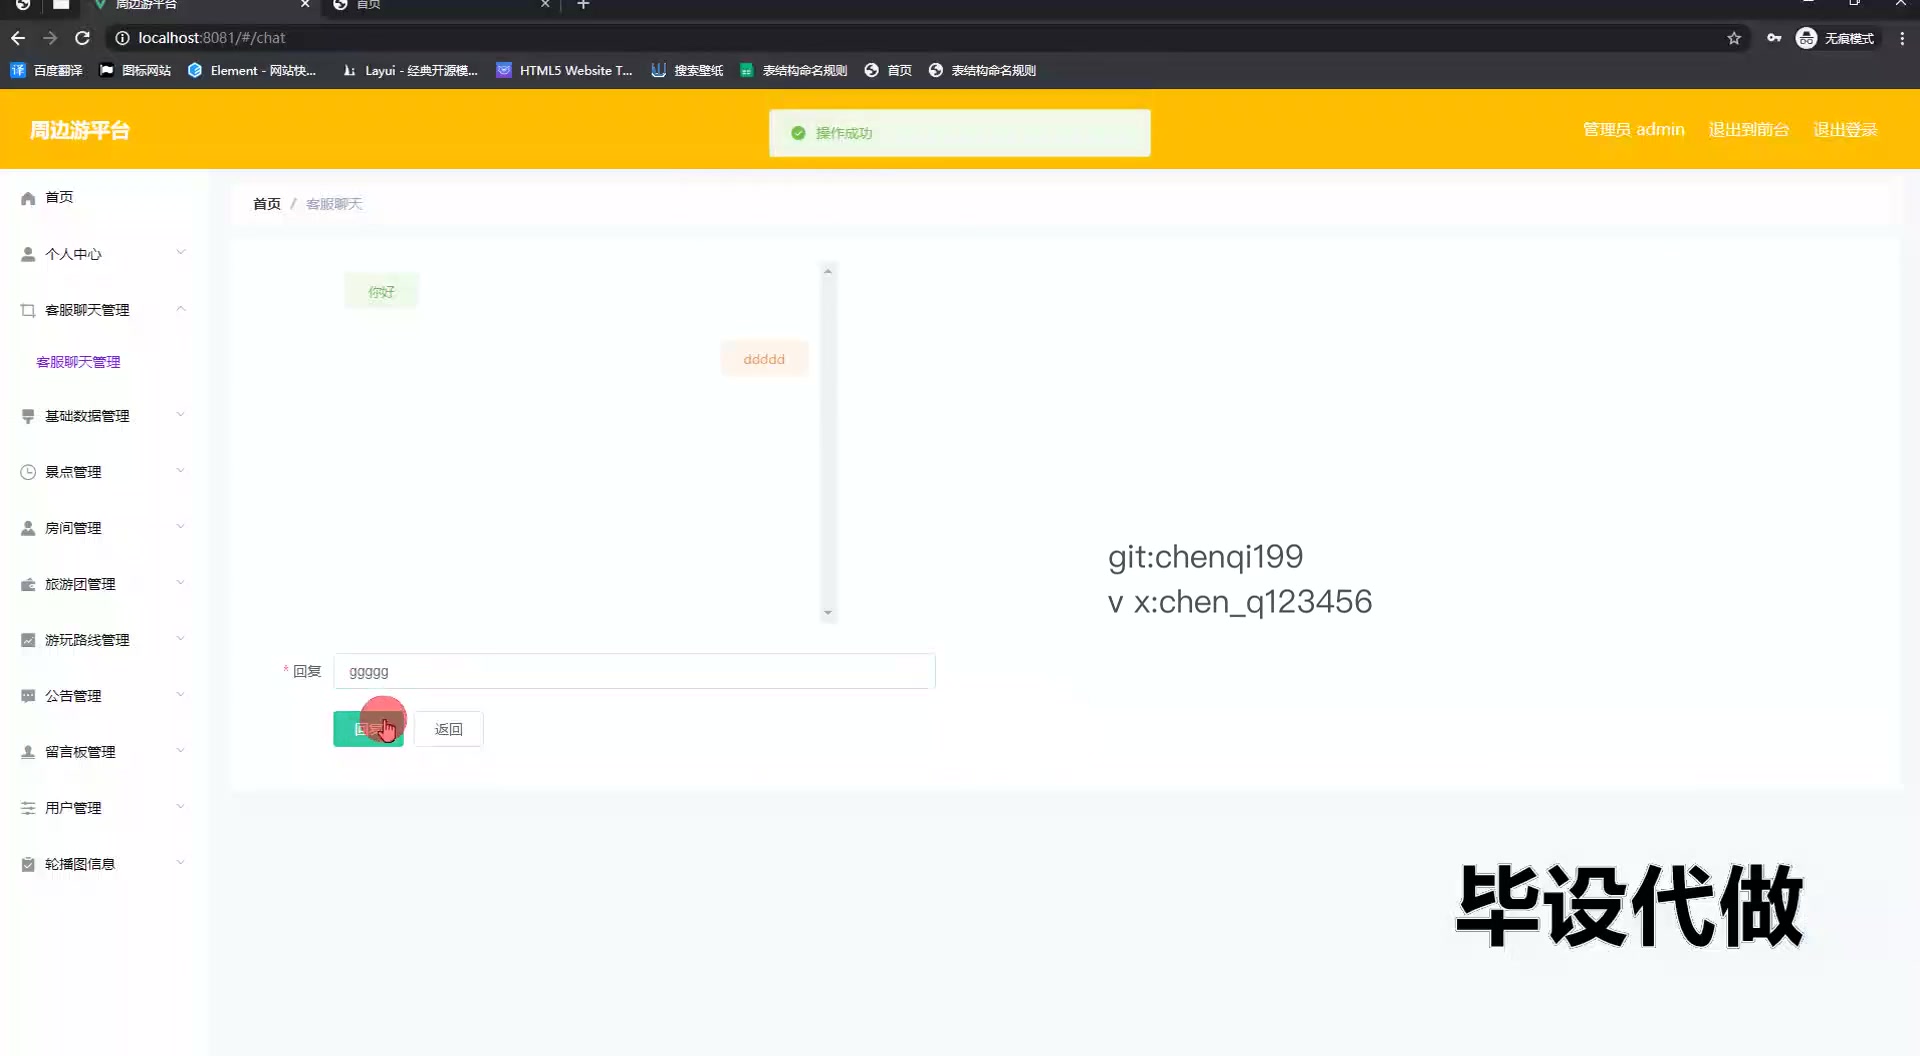 周边游平台
首页
localhost:8081/#/chat
无痕模式
百度翻译
图标网站
Element - 网站快...
Layui - 经典开源模...
HTML5 Website T...
搜索壁纸
表结构命名规则
首页
表结构命名规则
周边游平台
操作成功
管理员 admin
退出到前台
退出登录
首页
个人中心
客服聊天管理
客服聊天管理
基础数据管理
景点管理
房间管理
旅游团管理
游玩路线管理
公告管理
留言板管理
用户管理
轮播图信息
首页 / 客服聊天
你好
ddddd
* 回复
ggggg
回复
返回
git:chenqi199
v x:chen_q123456
毕设代做